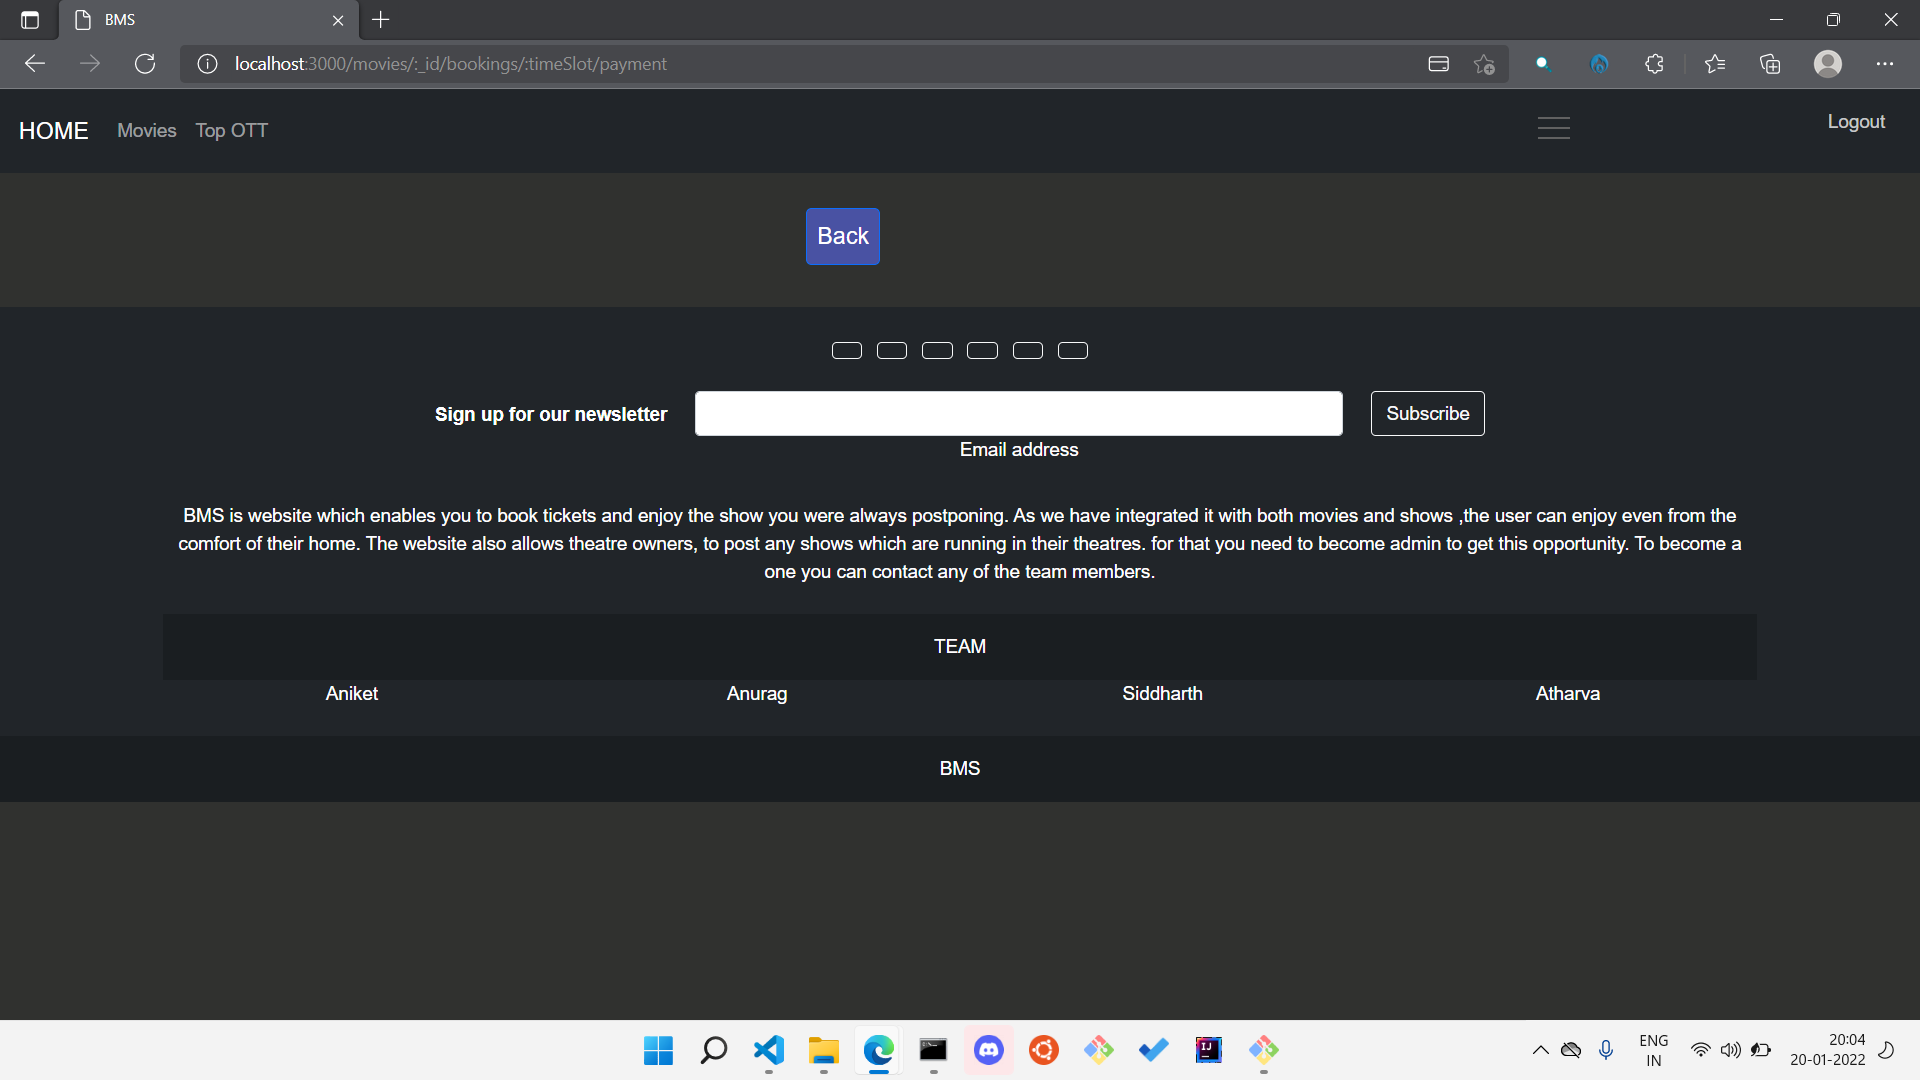 BMS
localhost:3000/movies/:_id/bookings/:timeSlot/payment
HOME Movies Top OTT Logout
Back
Sign up for our newsletter Subscribe
Email address
BMS is website which enables you to book tickets and enjoy the show you were always postponing. As we have integrated it with both movies and shows ,the user can enjoy even from the
comfort of their home. The website also allows theatre owners, to post any shows which are running in their theatres. for that you need to become admin to get this opportunity. To become a
one you can contact any of the team members.
TEAM
Aniket Anurag Siddharth Atharva
BMS
ENG 20:04
IN 20-01-2022
IJ